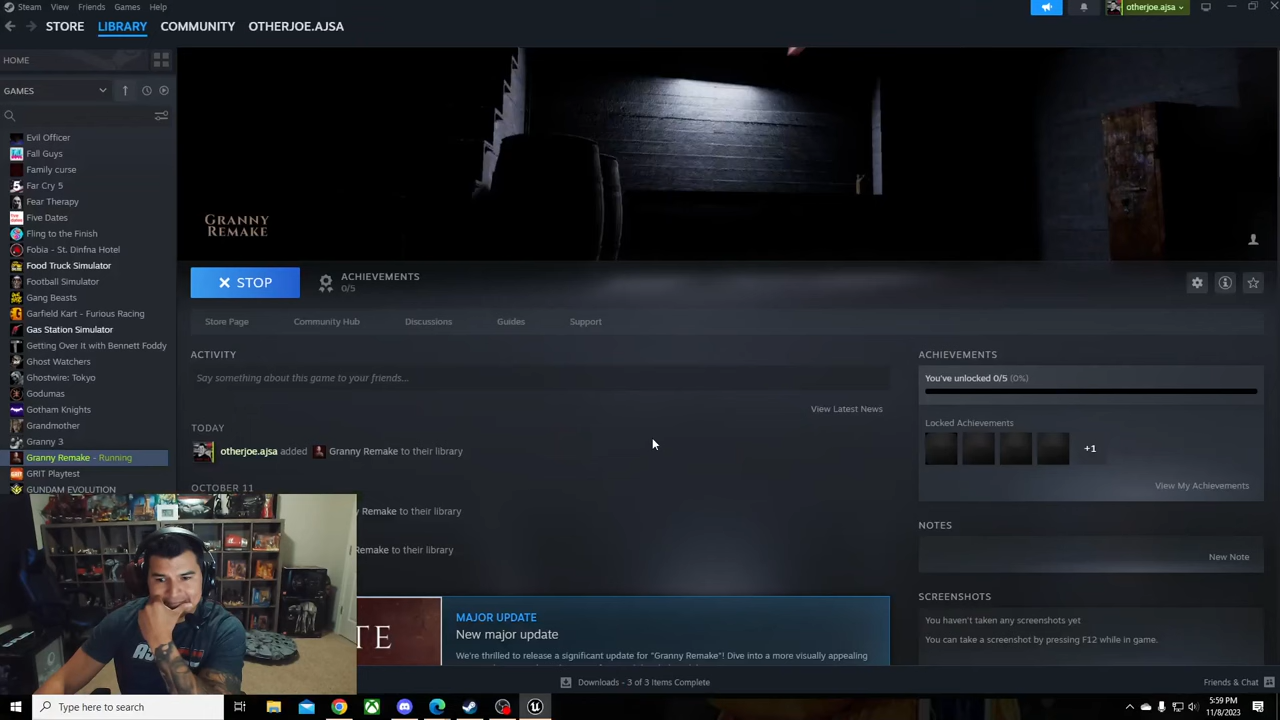 Steam View Friends Games Help
otherjoe.ajsa
STORE LIBRARY COMMUNITY OTHERJOE.AJSA
HOME
GAMES
Evil Officer
Fall Guys
Family curse
Far Cry 5
Fear Therapy
Five Dates
Fling to the Finish
Fobia - St. Dinfna Hotel
Food Truck Simulator
Football Simulator
Gang Beasts
Garfield Kart - Furious Racing
Gas Station Simulator
Getting Over It with Bennett Foddy
Ghost Watchers
Ghostwire: Tokyo
Godumas
Gotham Knights
Grandmother
Granny 3
Granny Remake - Running
GRIT Playtest
GUNDAM EVOLUTION
GRANNY
REMAKE
STOP
ACHIEVEMENTS
0/5
Store Page Community Hub Discussions Guides Support
ACTIVITY
Say something about this game to your friends...
View Latest News
TODAY
otherjoe.ajsa added Granny Remake to their library
OCTOBER 11
y Remake to their library
Remake to their library
MAJOR UPDATE
New major update
We're thrilled to release a significant update for "Granny Remake"! Dive into a more visually appealing
ACHIEVEMENTS
You've unlocked 0/5 (0%)
Locked Achievements
+1
View My Achievements
NOTES
New Note
SCREENSHOTS
You haven't taken any screenshots yet
You can take a screenshot by pressing F12 while in game.
Downloads - 3 of 3 Items Complete
Friends & Chat
Type here to search
5:59 PM
11/8/2023